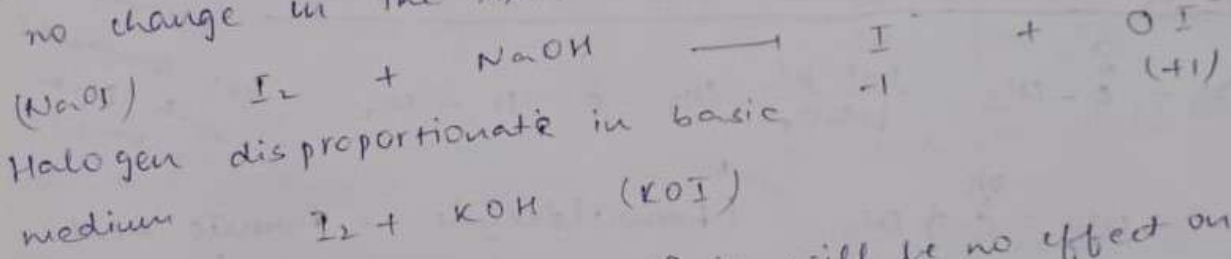 no change in the
(NaOI) I₂ + NaOH ⟶ I⁻ + OI⁻
-1 (+1)
Halogen disproportionate in basic
medium I₂ + KOH (KOI)
will be no effect on